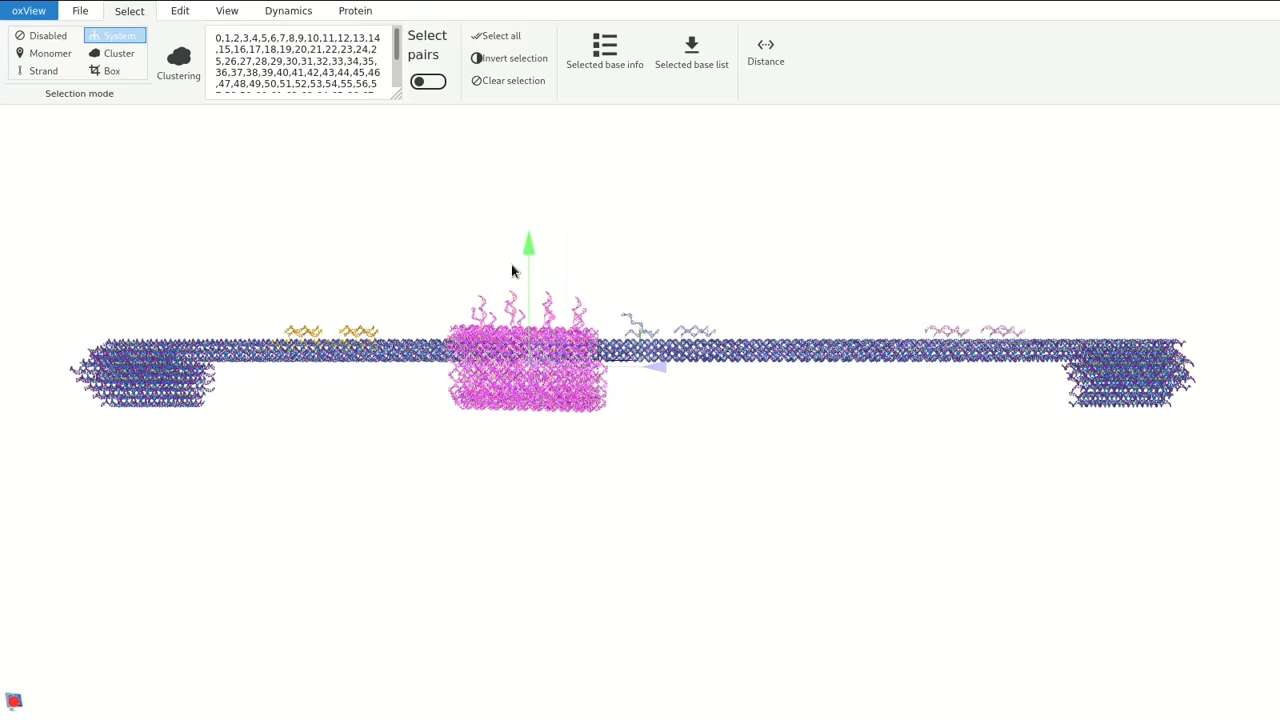 oxView File Select Edit View Dynamics Protein
Disabled System
Monomer Cluster
Strand Box
Selection mode
Clustering
0,1,2,3,4,5,6,7,8,9,10,11,12,13,14
,15,16,17,18,19,20,21,22,23,24,2
5,26,27,28,29,30,31,32,33,34,35,
36,37,38,39,40,41,42,43,44,45,46
,47,48,49,50,51,52,53,54,55,56,5
Select
pairs
Select all
Invert selection
Clear selection
Selected base info
Selected base list
Distance